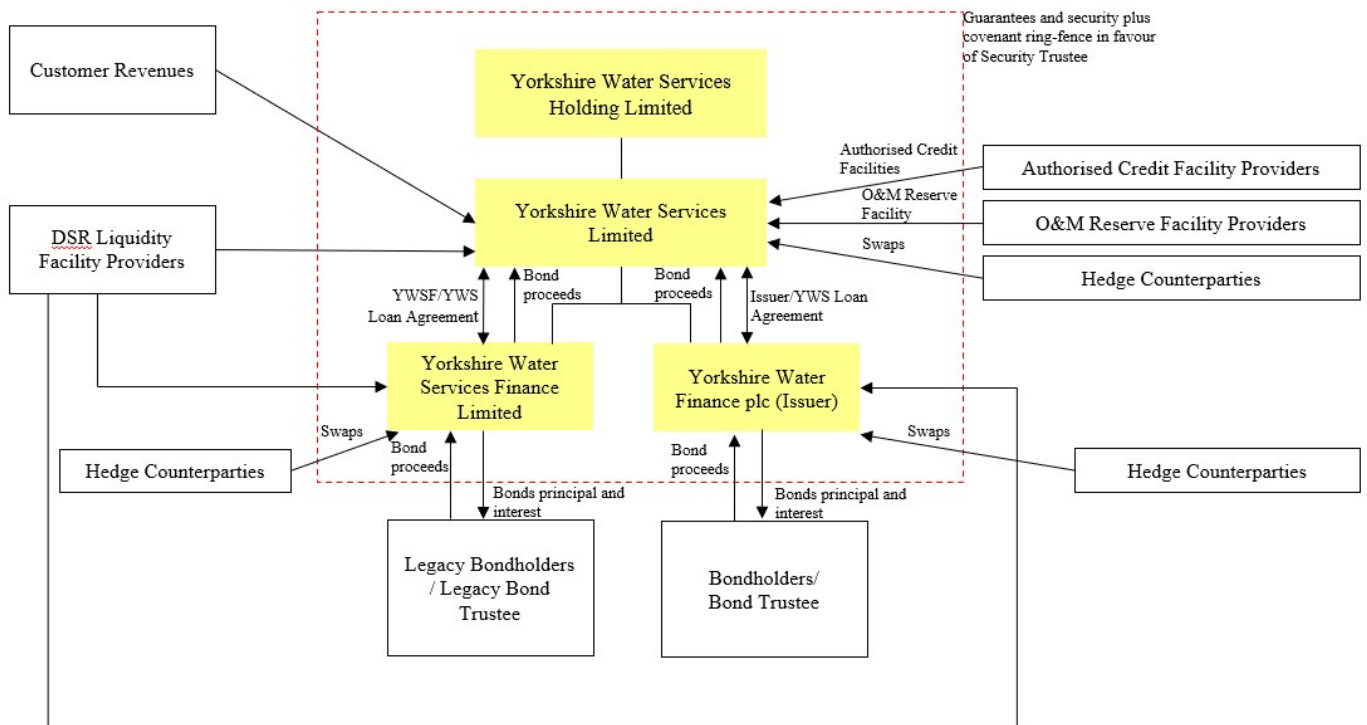 Guarantees and security plus
covenant ring-fence in favour
of Security Trustee
Customer Revenues
Yorkshire Water Services
Holding Limited
Authorised Credit
Facilities
Authorised Credit Facility Providers
O&M Reserve
Facility
O&M Reserve Facility Providers
Yorkshire Water Services
Limited
DSR Liquidity
Facility Providers
Swaps
Hedge Counterparties
YWSF/YWS
Loan Agreement
Bond
proceeds
Bond
proceeds
Issuer/YWS Loan
Agreement
Yorkshire Water
Services Finance
Limited
Yorkshire Water
Finance plc (Issuer)
Swaps
Hedge Counterparties
Bond
proceeds
Bond
proceeds
Swaps
Hedge Counterparties
Bonds principal and
interest
Bonds principal and
interest
Legacy Bondholders
/ Legacy Bond
Trustee
Bondholders/
Bond Trustee